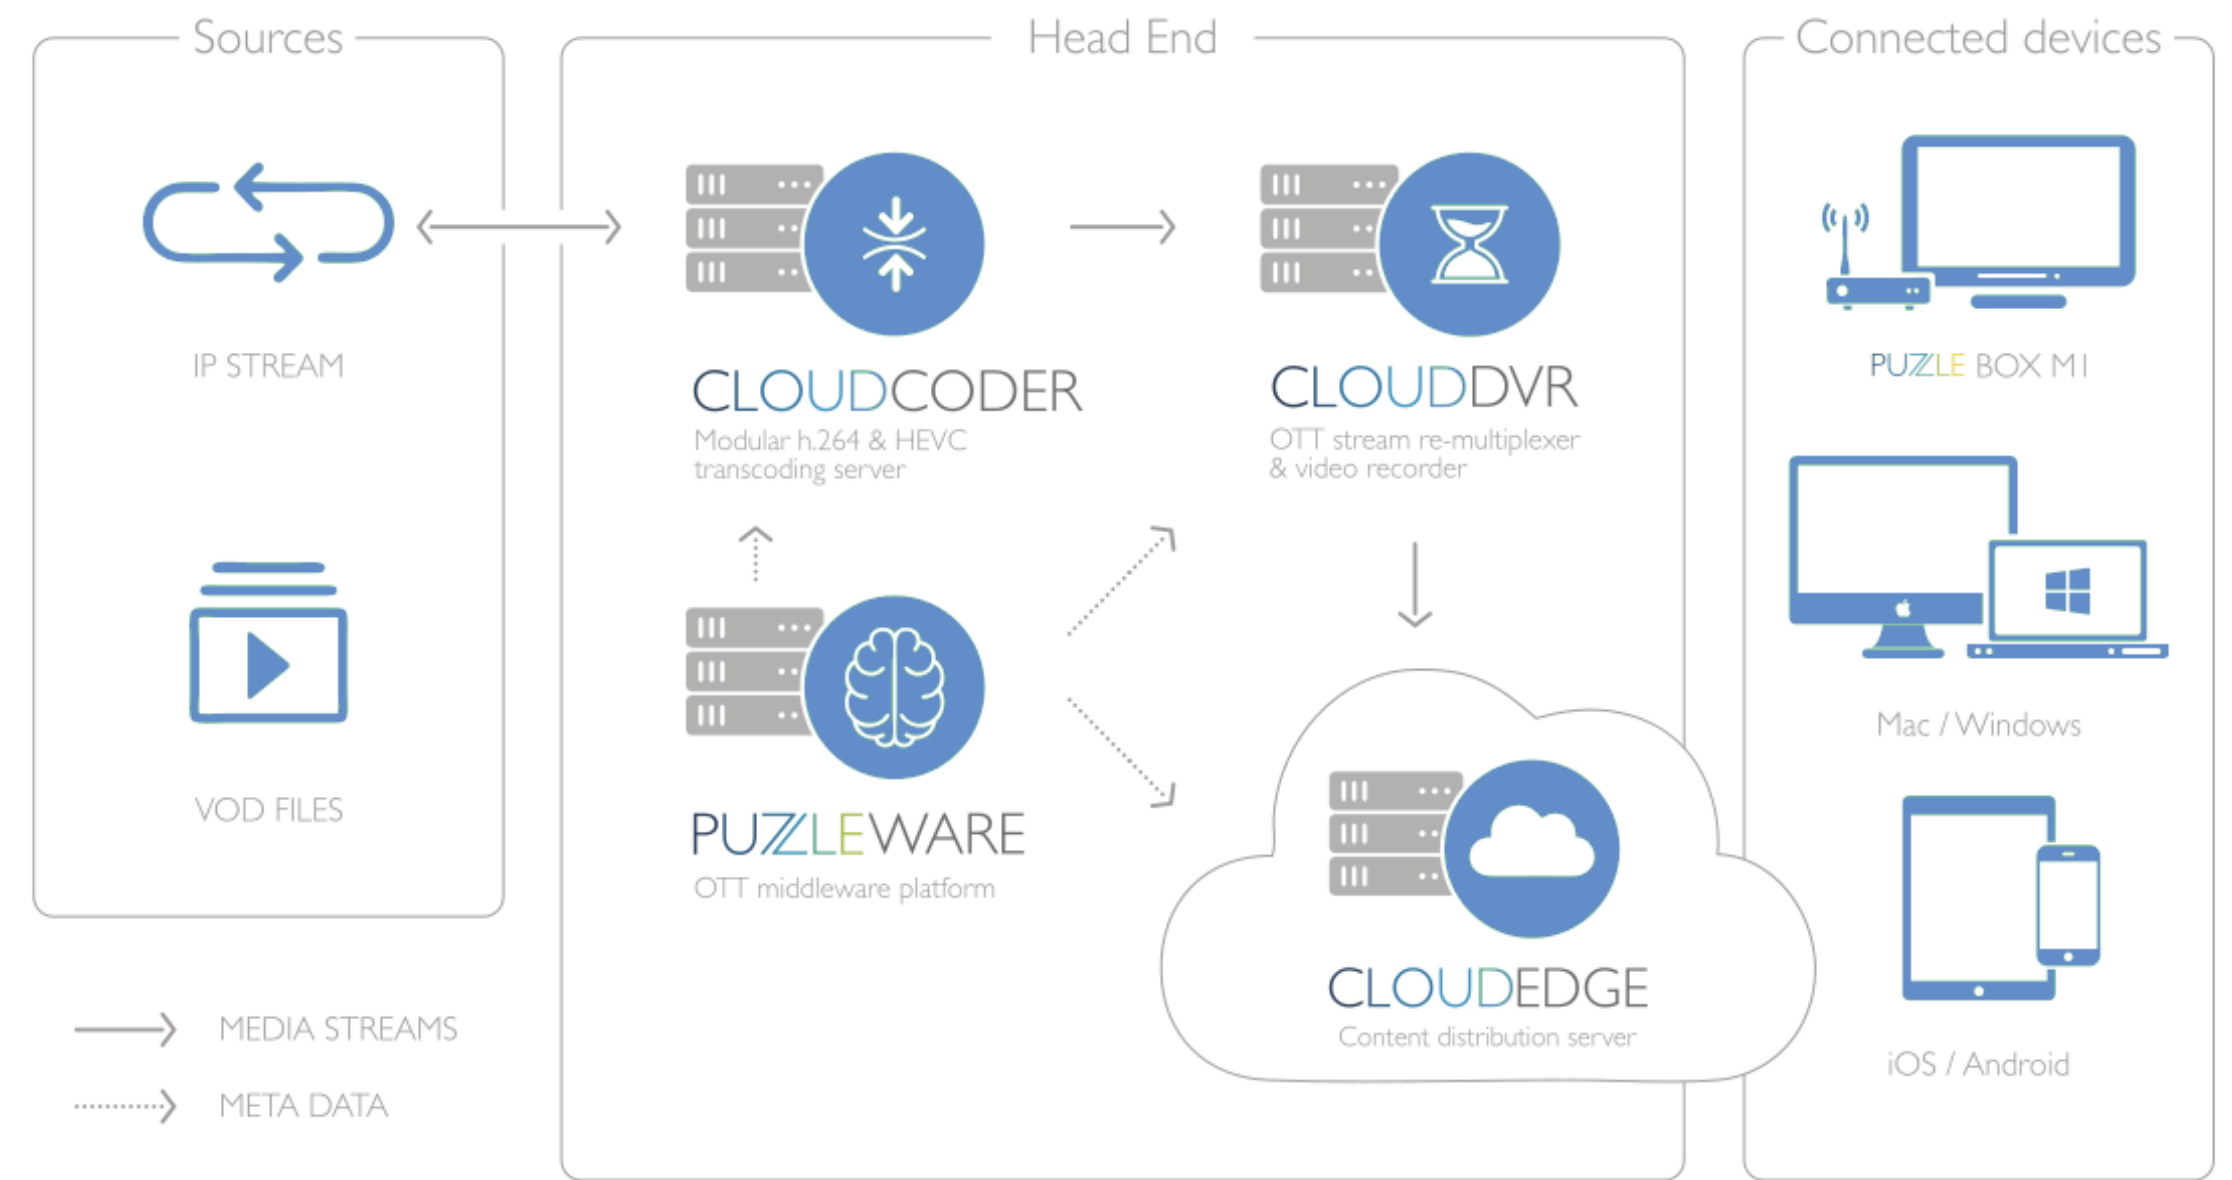 Sources
IP STREAM
VOD FILES
MEDIA STREAMS
META DATA
Head End
CLOUDCODER
Modular h.264 & HEVC
transcoding server
CLOUDDVR
OTT stream re-multiplexer
& video recorder
PUZZLEWARE
OTT middleware platform
CLOUDEDGE
Content distribution server
Connected devices
PUZZLE BOX M1
Mac / Windows
iOS / Android